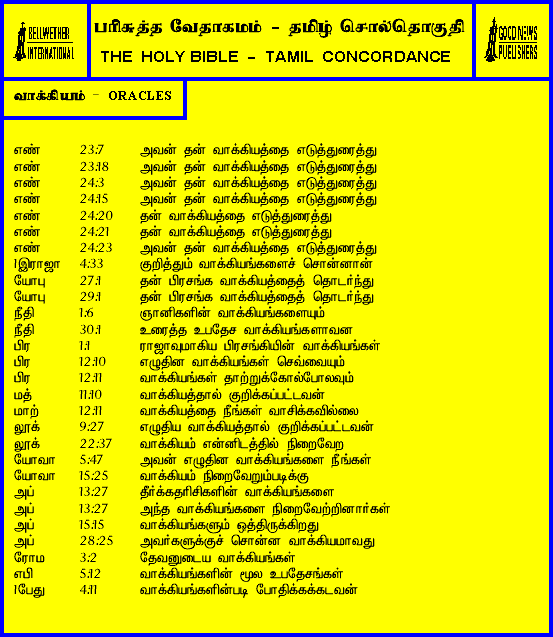 BELLWETHER
INTERNATIONAL
பரிசுத்த வேதாகமம் - தமிழ் சொல்தொகுதி
THE HOLY BIBLE - TAMIL CONCORDANCE
GOOD NEWS
PUBLISHERS
வாக்கியம் - ORACLES
எண் 23:7 அவன் தன் வாக்கியத்தை எடுத்துரைத்து
எண் 23:18 அவன் தன் வாக்கியத்தை எடுத்துரைத்து
எண் 24:3 அவன் தன் வாக்கியத்தை எடுத்துரைத்து
எண் 24:15 அவன் தன் வாக்கியத்தை எடுத்துரைத்து
எண் 24:20 தன் வாக்கியத்தை எடுத்துரைத்து
எண் 24:21 தன் வாக்கியத்தை எடுத்துரைத்து
எண் 24:23 அவன் தன் வாக்கியத்தை எடுத்துரைத்து
1இராஜா 4:33 குறித்தும் வாக்கியங்களைச் சொன்னான்
யோபு 27:1 தன் பிரசங்க வாக்கியத்தைத் தொடர்ந்து
யோபு 29:1 தன் பிரசங்க வாக்கியத்தைத் தொடர்ந்து
நீதி 1:6 ஞானிகளின் வாக்கியங்களையும்
நீதி 30:1 உரைத்த உபதேச வாக்கியங்களாவன
பிர 1:1 ராஜாவுமாகிய பிரசங்கியின் வாக்கியங்கள்
பிர 12:10 எழுதின வாக்கியங்கள் செவ்வையும்
பிர 12:11 வாக்கியங்கள் தாற்றுக்கோல்போலவும்
மத் 11:10 வாக்கியத்தால் குறிக்கப்பட்டவன்
மாற் 12:11 வாக்கியத்தை நீங்கள் வாசிக்கவில்லை
லூக் 9:27 எழுதிய வாக்கியத்தால் குறிக்கப்பட்டவன்
லூக் 22:37 வாக்கியம் என்னிடத்தில் நிறைவேற
யோவா 5:47 அவன் எழுதின வாக்கியங்களை நீங்கள்
யோவா 15:25 வாக்கியம் நிறைவேறும்படிக்கு
அப் 13:27 தீர்க்கதரிசிகளின் வாக்கியங்களை
அப் 13:27 அந்த வாக்கியங்களை நிறைவேற்றினார்கள்
அப் 15:15 வாக்கியங்களும் ஒத்திருக்கிறது
அப் 28:25 அவர்களுக்குச் சொன்ன வாக்கியமாவது
ரோம 3:2 தேவனுடைய வாக்கியங்கள்
எபி 5:12 வாக்கியங்களின் மூல உபதேசங்கள்
1பேது 4:11 வாக்கியங்களின்படி போதிக்கக்கடவன்